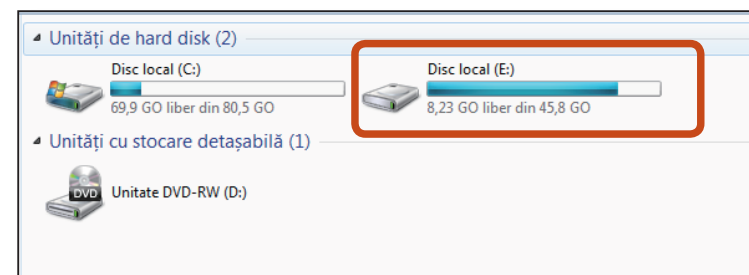 Unități de hard disk (2)
Disc local (C:)
69,9 GO liber din 80,5 GO
Disc local (E:)
8,23 GO liber din 45,8 GO
Unități cu stocare detașabilă (1)
DVD
Unitate DVD-RW (D:)